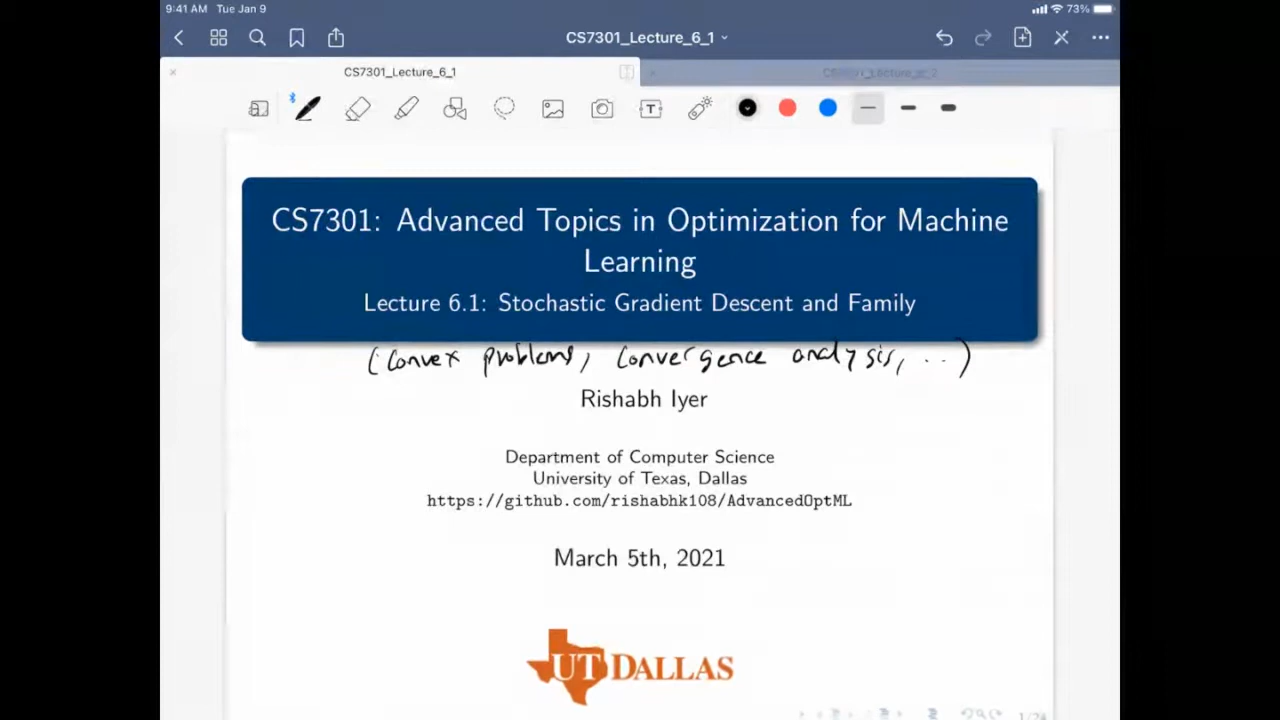 9:41 AM Tue Jan 9 73%
CS7301_Lecture_6_1
CS7301_Lecture_6_1
CS7301: Advanced Topics in Optimization for Machine
Learning
Lecture 6.1: Stochastic Gradient Descent and Family
(Convex problems, Convergence analysis, ...)
Rishabh Iyer
Department of Computer Science
University of Texas, Dallas
https://github.com/rishabhk108/AdvancedOptML
March 5th, 2021
UT DALLAS